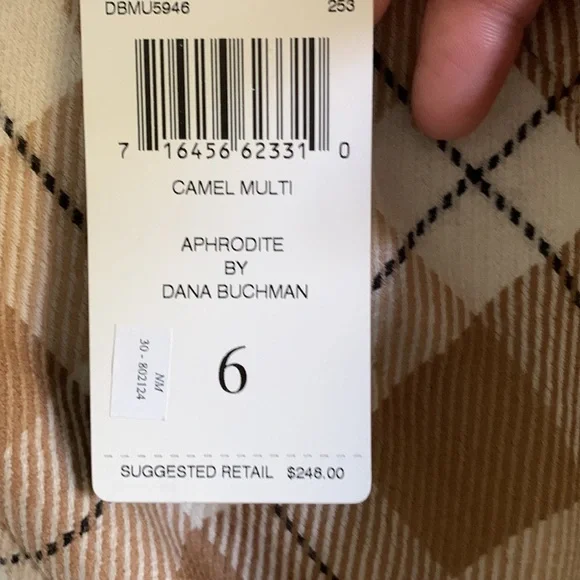 DBMU5946 253
7 16456 62331 0
CAMEL MULTI
APHRODITE
BY
DANA BUCHMAN
NM
30 - 802124
6
SUGGESTED RETAIL $248.00